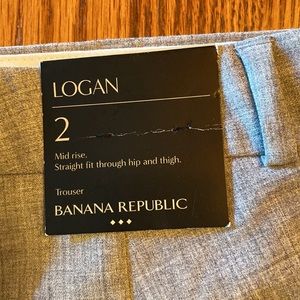 LOGAN
2
Mid rise.
Straight fit through hip and thigh.
Trouser
BANANA REPUBLIC